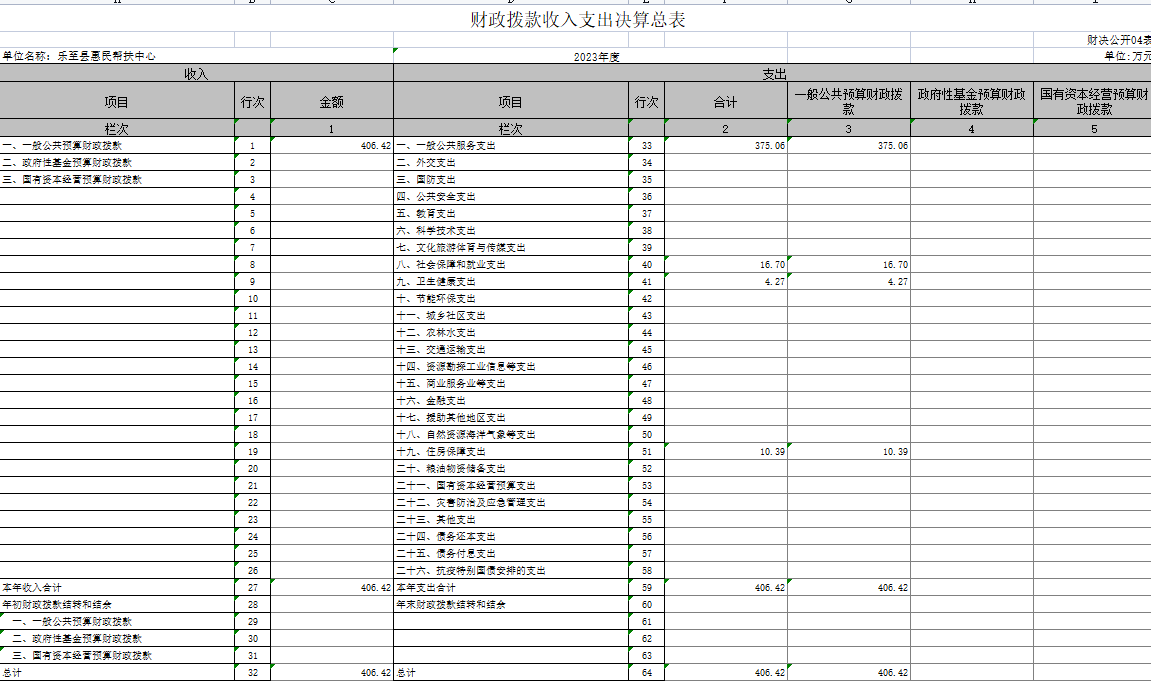 财政拨款收入支出决算总表
财决公开04表
单位名称：乐至县惠民帮扶中心 2023年度 单位:万元
收入 支出
项目 行次 金额 项目 行次 合计 一般公共预算财政拨款 政府性基金预算财政拨款 国有资本经营预算财政拨款
栏次 1 栏次 2 3 4 5
一、一般公共预算财政拨款 1 406.42 一、一般公共服务支出 33 375.06 375.06
二、政府性基金预算财政拨款 2 二、外交支出 34
三、国有资本经营预算财政拨款 3 三、国防支出 35
4 四、公共安全支出 36
5 五、教育支出 37
6 六、科学技术支出 38
7 七、文化旅游体育与传媒支出 39
8 八、社会保障和就业支出 40 16.70 16.70
9 九、卫生健康支出 41 4.27 4.27
10 十、节能环保支出 42
11 十一、城乡社区支出 43
12 十二、农林水支出 44
13 十三、交通运输支出 45
14 十四、资源勘探工业信息等支出 46
15 十五、商业服务业等支出 47
16 十六、金融支出 48
17 十七、援助其他地区支出 49
18 十八、自然资源海洋气象等支出 50
19 十九、住房保障支出 51 10.39 10.39
20 二十、粮油物资储备支出 52
21 二十一、国有资本经营预算支出 53
22 二十二、灾害防治及应急管理支出 54
23 二十三、其他支出 55
24 二十四、债务还本支出 56
25 二十五、债务付息支出 57
26 二十六、抗疫特别国债安排的支出 58
本年收入合计 27 406.42 本年支出合计 59 406.42 406.42
年初财政拨款结转和结余 28 年末财政拨款结转和结余 60
一、一般公共预算财政拨款 29 61
二、政府性基金预算财政拨款 30 62
三、国有资本经营预算财政拨款 31 63
总计 32 406.42 总计 64 406.42 406.42